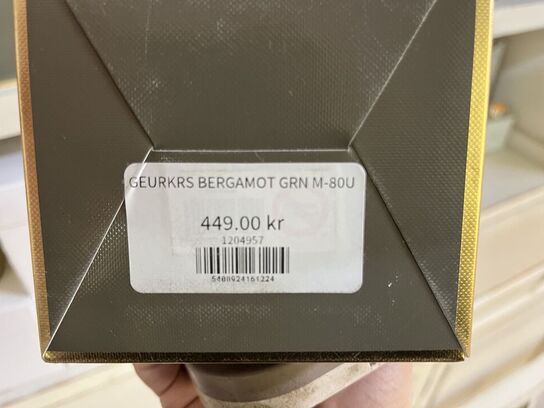 GEURKRS BERGAMOT GRN M-80U
449.00 kr
1204957
5400924161224